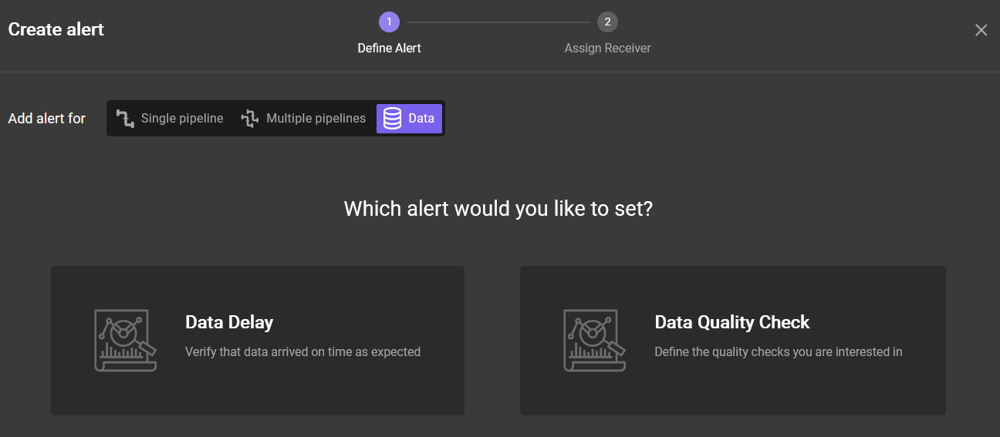 Create alert
1
2
Define Alert
Assign Receiver
Add alert for
Single pipeline
Multiple pipelines
Data
Which alert would you like to set?
Data Delay
Verify that data arrived on time as expected
Data Quality Check
Define the quality checks you are interested in